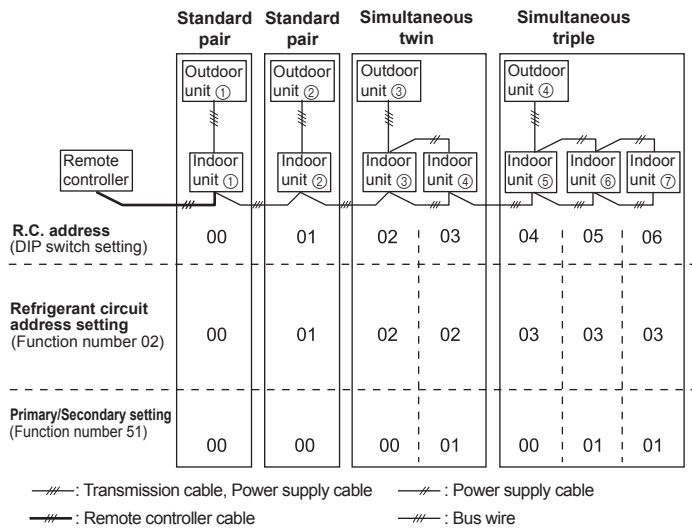 Standard pair
Standard pair
Simultaneous twin
Simultaneous triple
Outdoor unit ①
Outdoor unit ②
Outdoor unit ③
Outdoor unit ④
Remote controller
Indoor unit ①
Indoor unit ②
Indoor unit ③
Indoor unit ④
Indoor unit ⑤
Indoor unit ⑥
Indoor unit ⑦
R.C. address
(DIP switch setting)
00 01 02 03 04 05 06
Refrigerant circuit
address setting
(Function number 02)
00 01 02 02 03 03 03
Primary/Secondary setting
(Function number 51)
00 00 00 01 00 01 01
: Transmission cable, Power supply cable
: Power supply cable
: Remote controller cable
: Bus wire